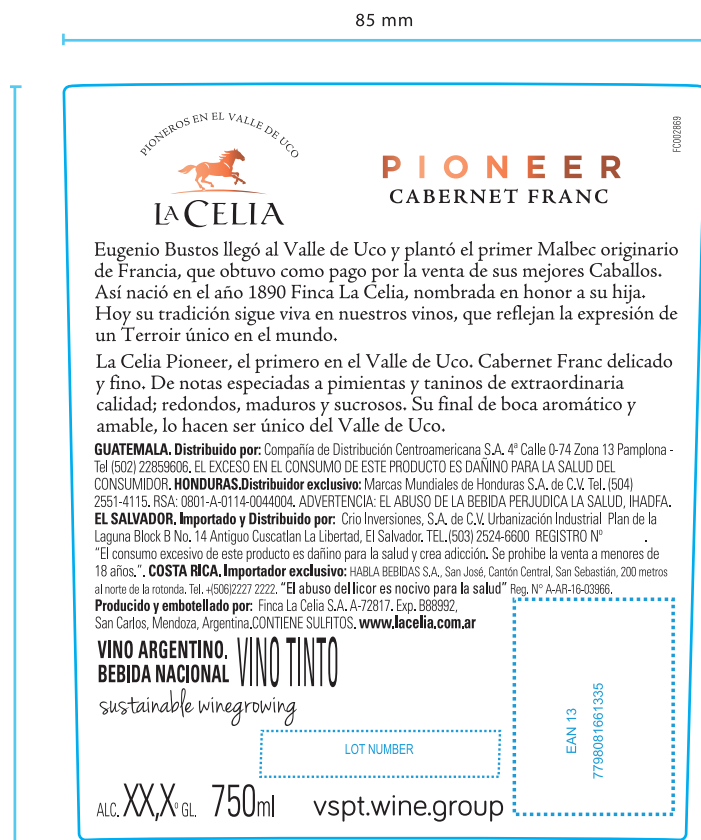 85 mm
PIONEROS EN EL VALLE DE UCO
LA CELIA
PIONEER
CABERNET FRANC
FC002869
Eugenio Bustos llegó al Valle de Uco y plantó el primer Malbec originario
de Francia, que obtuvo como pago por la venta de sus mejores Caballos.
Así nació en el año 1890 Finca La Celia, nombrada en honor a su hija.
Hoy su tradición sigue viva en nuestros vinos, que reflejan la expresión de
un Terroir único en el mundo.
La Celia Pioneer, el primero en el Valle de Uco. Cabernet Franc delicado
y fino. De notas especiadas a pimientas y taninos de extraordinaria
calidad; redondos, maduros y sucrosos. Su final de boca aromático y
amable, lo hacen ser único del Valle de Uco.
GUATEMALA. Distribuido por: Compañía de Distribución Centroamericana S.A. 4ª Calle 0-74 Zona 13 Pamplona -
Tel (502) 22859606. EL EXCESO EN EL CONSUMO DE ESTE PRODUCTO ES DAÑINO PARA LA SALUD DEL
CONSUMIDOR. HONDURAS.Distribuidor exclusivo: Marcas Mundiales de Honduras S.A. de C.V. Tel. (504)
2551-4115. RSA: 0801-A-0114-0044004. ADVERTENCIA: EL ABUSO DE LA BEBIDA PERJUDICA LA SALUD, IHADFA.
EL SALVADOR. Importado y Distribuido por: Crio Inversiones, S.A. de C.V. Urbanización Industrial Plan de la
Laguna Block B No. 14 Antiguo Cuscatlan La Libertad, El Salvador. TEL.(503) 2524-6600 REGISTRO Nº .
"El consumo excesivo de este producto es dañino para la salud y crea adicción. Se prohibe la venta a menores de
18 años.". COSTA RICA. Importador exclusivo: HABLA BEBIDAS S.A., San José, Cantón Central, San Sebastián, 200 metros
al norte de la rotonda. Tel. +(506)2227 2222. "El abuso del licor es nocivo para la salud" Reg. N° A-AR-16-03966.
Producido y embotellado por: Finca La Celia S.A. A-72817. Exp. B88992,
San Carlos, Mendoza, Argentina.CONTIENE SULFITOS. www.lacelia.com.ar
VINO ARGENTINO.
BEBIDA NACIONAL VINO TINTO
sustainable winegrowing
LOT NUMBER
EAN 13
7798081661335
ALC. XX,Xº GL. 750ml vspt.wine.group